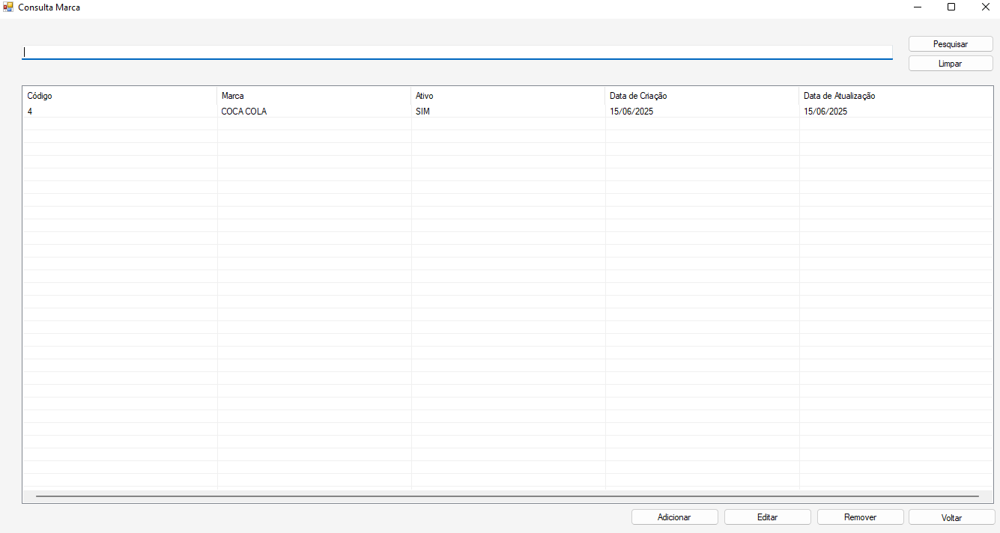 Consulta Marca
Pesquisar
Limpar
Código Marca Ativo Data de Criação Data de Atualização
4 COCA COLA SIM 15/06/2025 15/06/2025
Adicionar Editar Remover Voltar